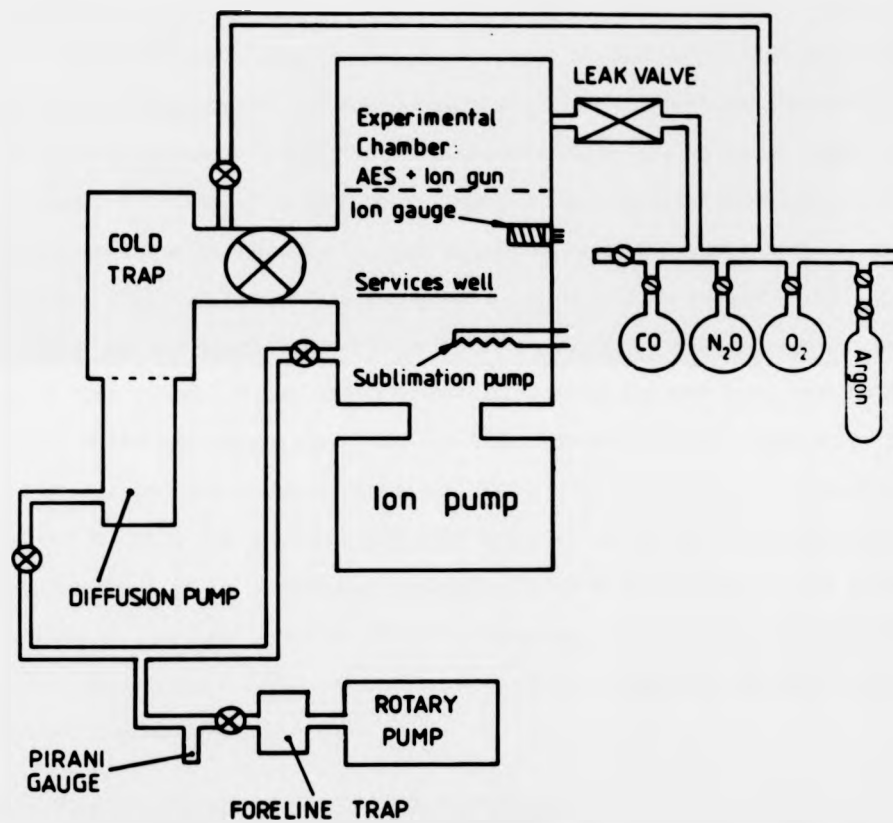 LEAK VALVE
Experimental
Chamber:
AES + Ion gun
Ion gauge
COLD
TRAP
Services well
CO
N₂O
O₂
Argon
Sublimation pump
Ion pump
DIFFUSION PUMP
ROTARY
PUMP
PIRANI
GAUGE
FORELINE TRAP